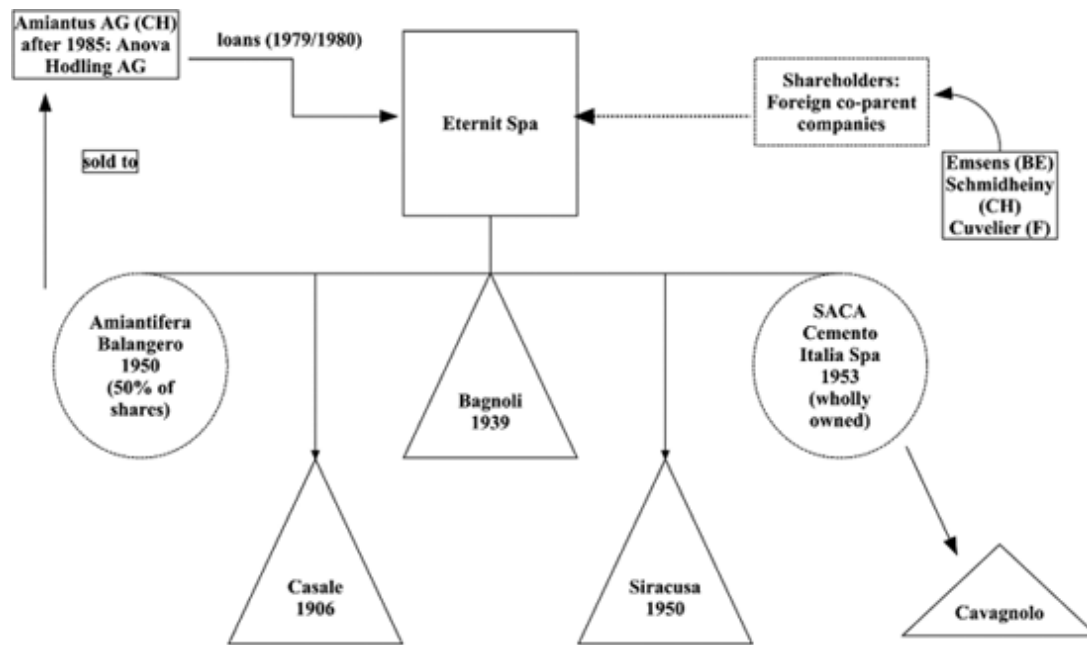 Amiantus AG (CH)
after 1985: Anova
Hodling AG
loans (1979/1980)
Eternit Spa
Shareholders:
Foreign co-parent
companies
Emsens (BE)
Schmidheiny
(CH)
Cuvelier (F)
sold to
Amiantifera
Balangero
1950
(50% of
shares)
Bagnoli
1939
SACA
Cemento
Italia Spa
1953
(wholly
owned)
Casale
1906
Siracusa
1950
Cavagnolo